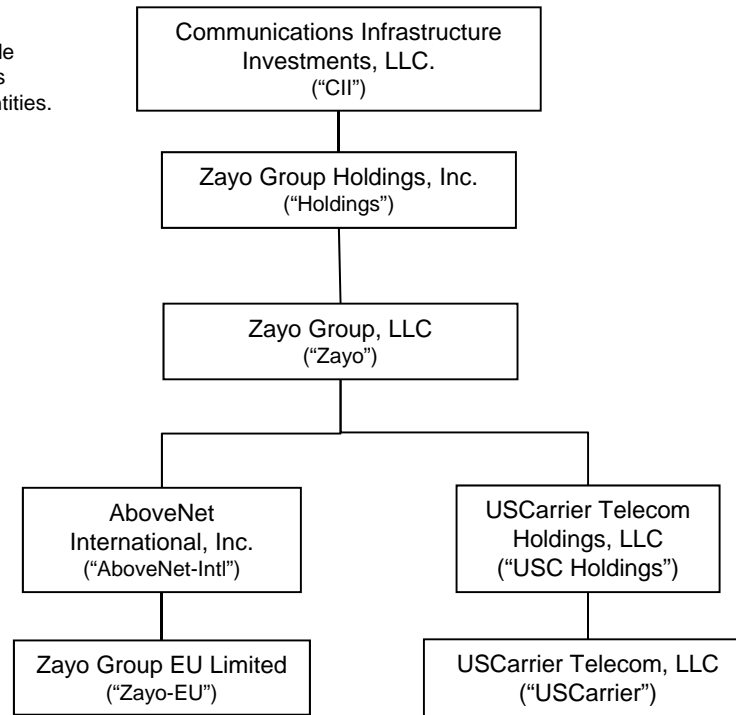 tities.
Communications Infrastructure
Investments, LLC.
(“CII”)
Zayo Group Holdings, Inc.
(“Holdings”)
Zayo Group, LLC
(“Zayo”)
AboveNet
International, Inc.
(“AboveNet-Intl”)
USCarrier Telecom
Holdings, LLC
(“USC Holdings”)
Zayo Group EU Limited
(“Zayo-EU”)
USCarrier Telecom, LLC
(“USCarrier”)